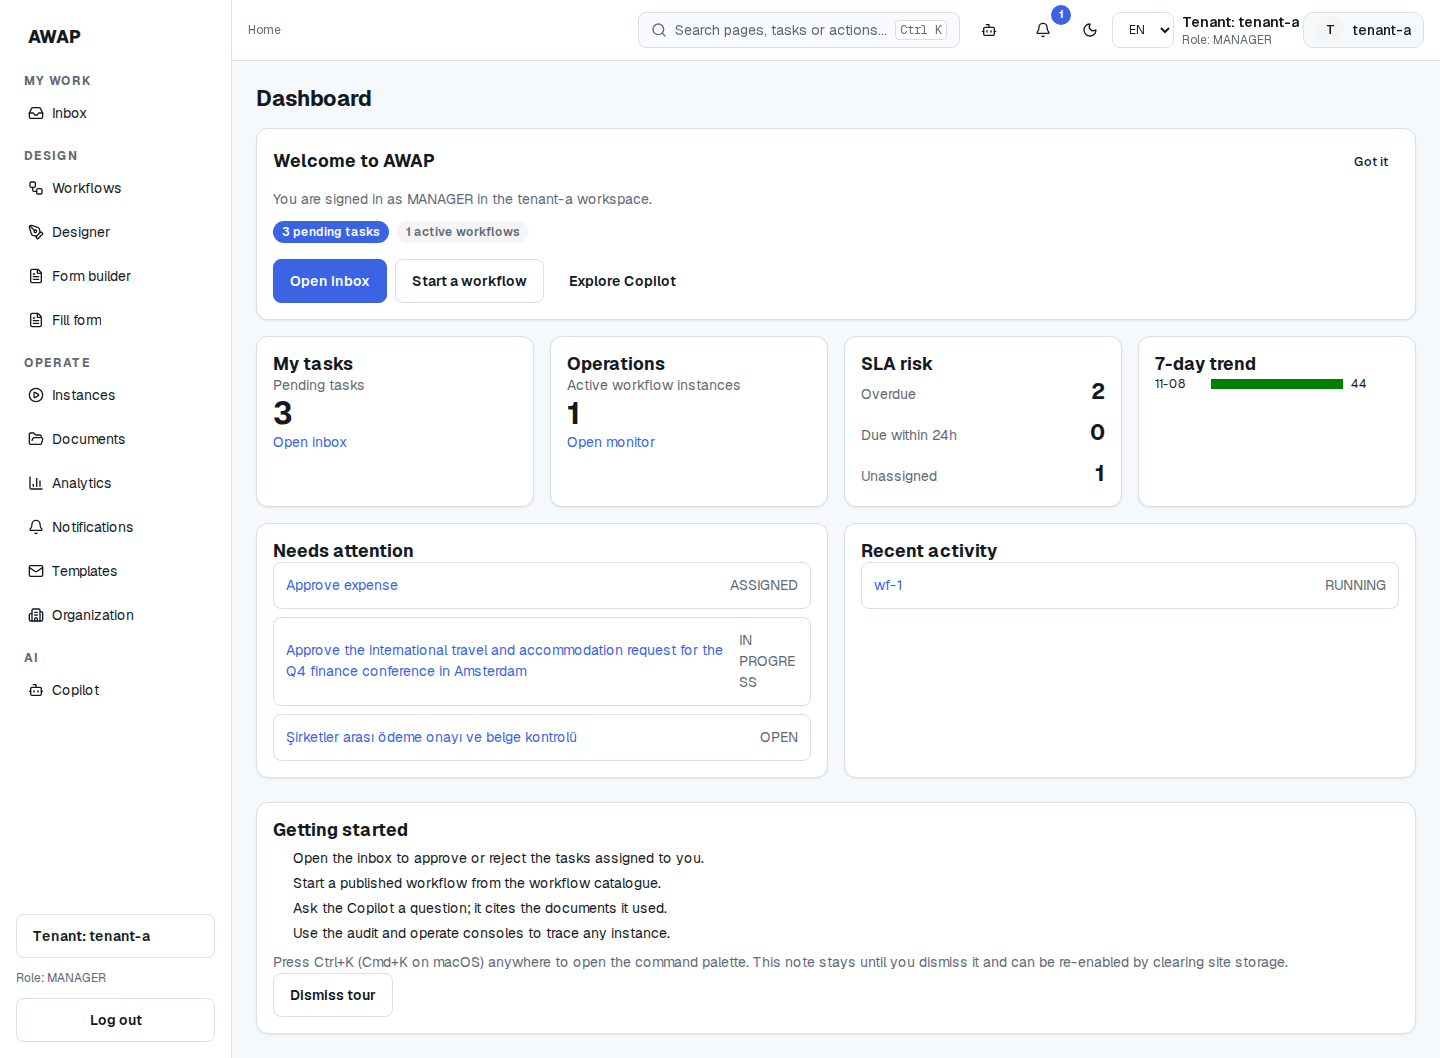 AWAP
MY WORK
Inbox
DESIGN
Workflows
Designer
Form builder
Fill form
OPERATE
Instances
Documents
Analytics
Notifications
Templates
Organization
AI
Copilot
Tenant: tenant-a
Role: MANAGER
Log out
Home
Search pages, tasks or actions... Ctrl K
1
EN
Tenant: tenant-a
Role: MANAGER
T tenant-a
Dashboard
Welcome to AWAP
Got it
You are signed in as MANAGER in the tenant-a workspace.
3 pending tasks 1 active workflows
Open Inbox Start a workflow Explore Copilot
My tasks
Pending tasks
3
Open inbox
Operations
Active workflow instances
1
Open monitor
SLA risk
Overdue 2
Due within 24h 0
Unassigned 1
7-day trend
11-08 44
Needs attention
Approve expense ASSIGNED
Approve the international travel and accommodation request for the
Q4 finance conference in Amsterdam
IN
PROGRE
SS
Şirketler arası ödeme onayı ve belge kontrolü OPEN
Recent activity
wf-1 RUNNING
Getting started
Open the inbox to approve or reject the tasks assigned to you.
Start a published workflow from the workflow catalogue.
Ask the Copilot a question; it cites the documents it used.
Use the audit and operate consoles to trace any instance.
Press Ctrl+K (Cmd+K on macOS) anywhere to open the command palette. This note stays until you dismiss it and can be re-enabled by clearing site storage.
Dismiss tour